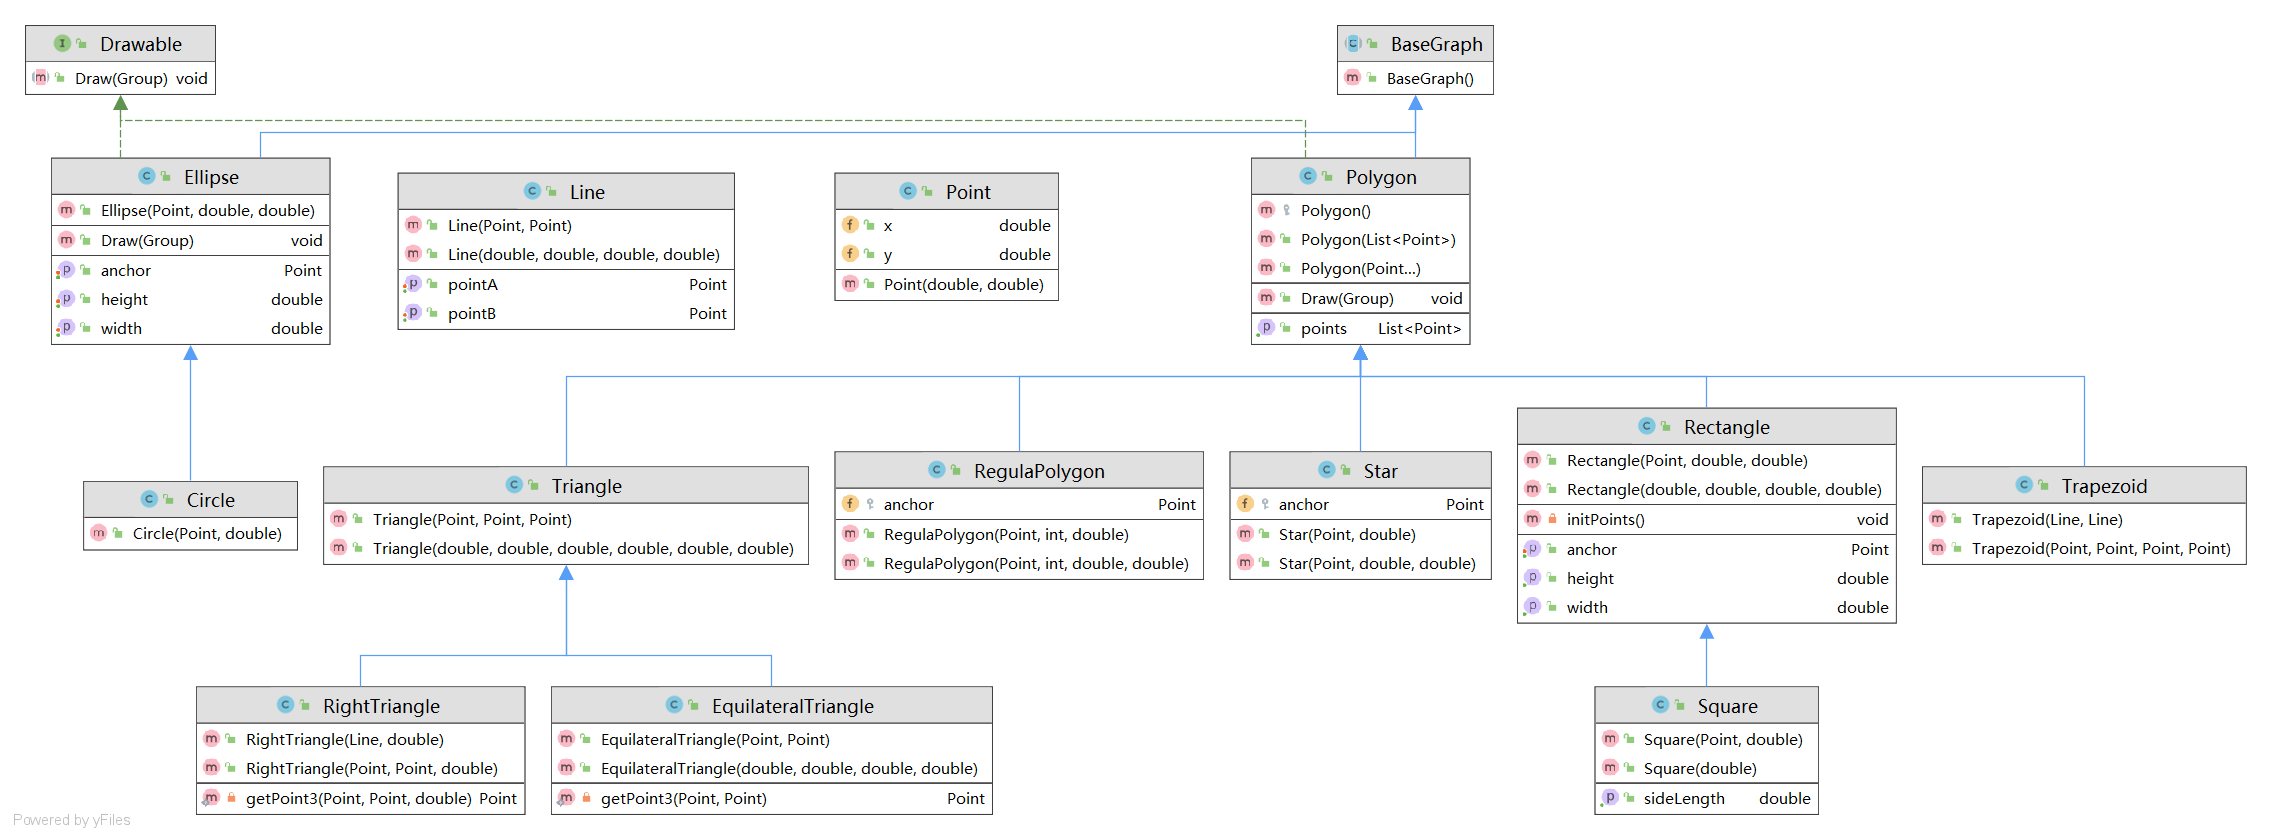 Drawable
Draw(Group) void
BaseGraph
BaseGraph()
Ellipse
Ellipse(Point, double, double)
Draw(Group) void
anchor Point
height double
width double
Line
Line(Point, Point)
Line(double, double, double, double)
pointA Point
pointB Point
Point
x double
y double
Point(double, double)
Polygon
Polygon()
Polygon(List<Point>)
Polygon(Point...)
Draw(Group) void
points List<Point>
Circle
Circle(Point, double)
Triangle
Triangle(Point, Point, Point)
Triangle(double, double, double, double, double, double)
RegulaPolygon
anchor Point
RegulaPolygon(Point, int, double)
RegulaPolygon(Point, int, double, double)
Star
anchor Point
Star(Point, double)
Star(Point, double, double)
Rectangle
Rectangle(Point, double, double)
Rectangle(double, double, double, double)
initPoints() void
anchor Point
height double
width double
Trapezoid
Trapezoid(Line, Line)
Trapezoid(Point, Point, Point, Point)
RightTriangle
RightTriangle(Line, double)
RightTriangle(Point, Point, double)
getPoint3(Point, Point, double) Point
EquilateralTriangle
EquilateralTriangle(Point, Point)
EquilateralTriangle(double, double, double, double)
getPoint3(Point, Point) Point
Square
Square(Point, double)
Square(double)
sideLength double
Powered by yFiles